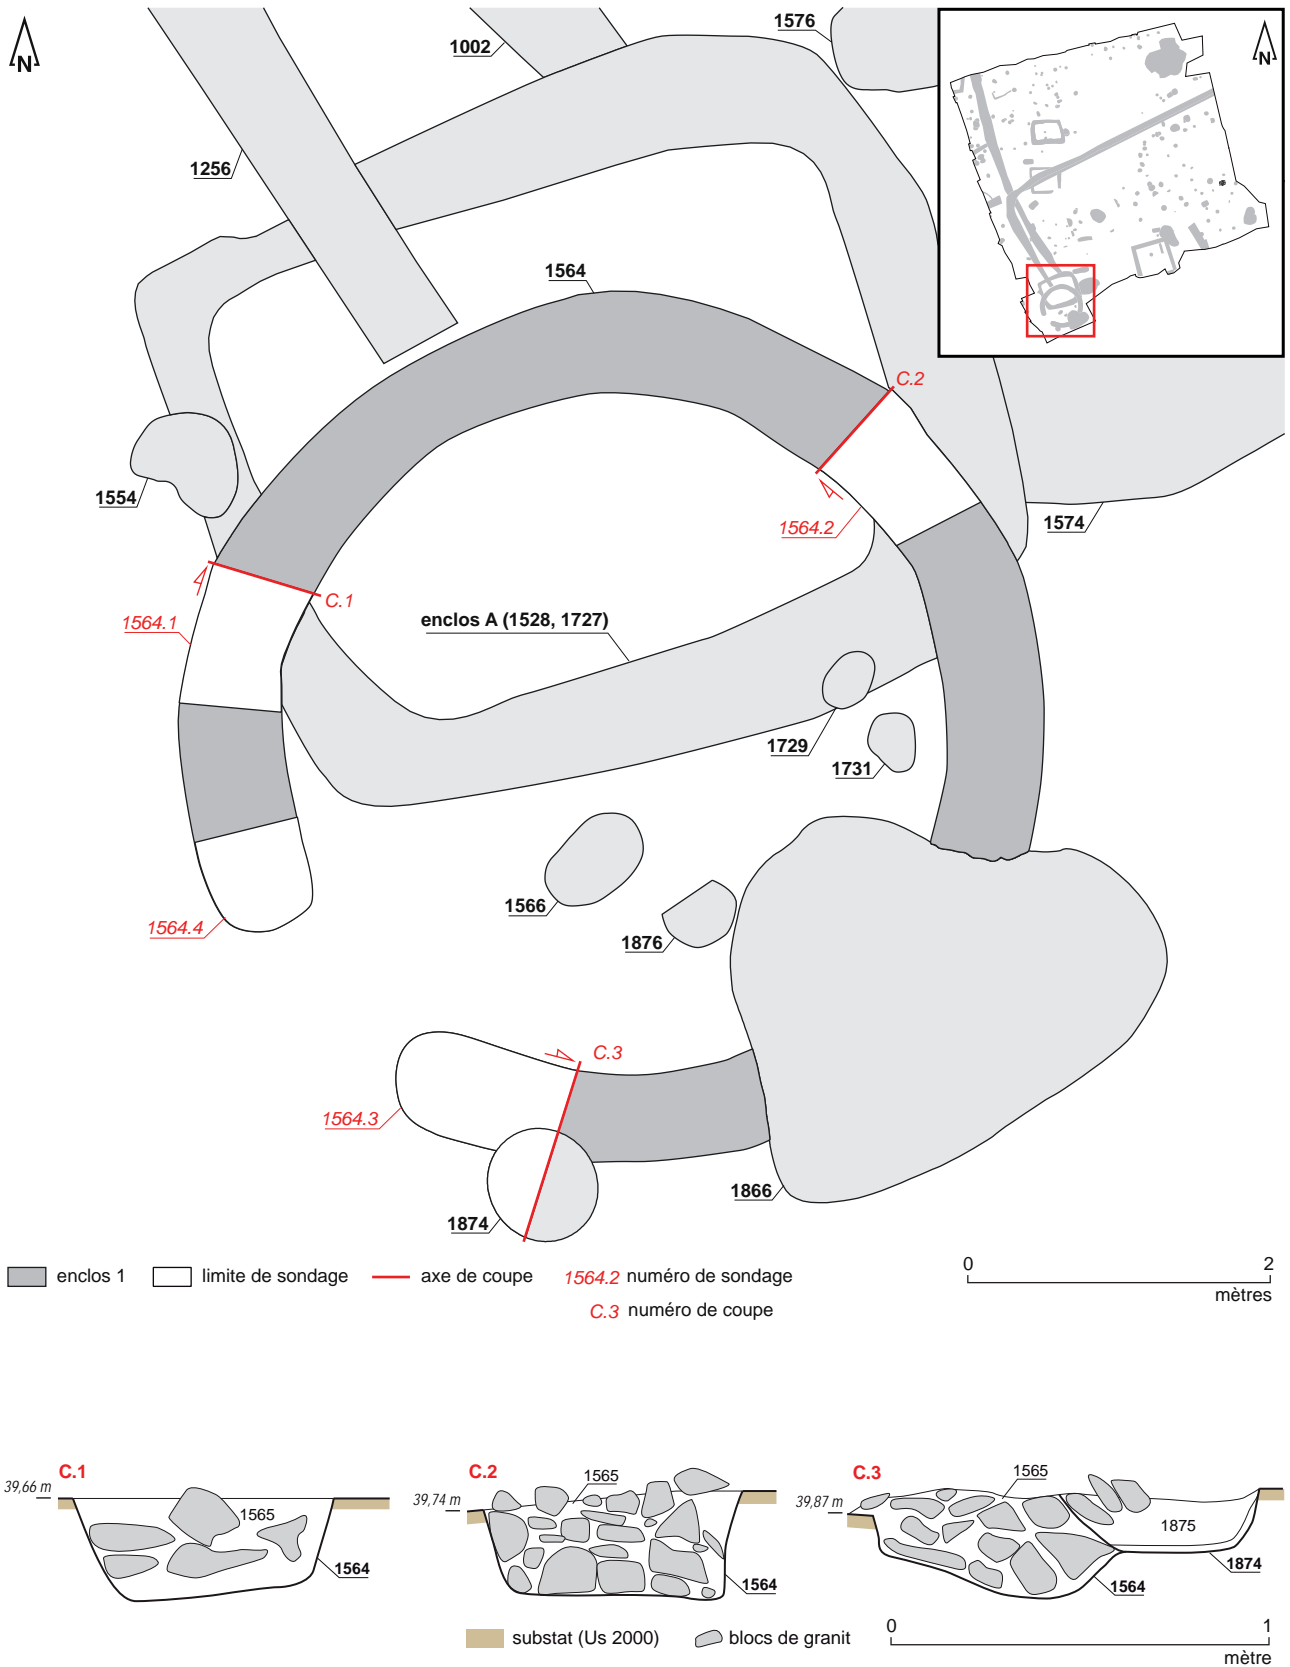 N
1576
1002
N
1256
1564
C.2
1554
1564.2
1574
C.1
1564.1
enclos A (1528, 1727)
1729
1731
1566
1564.4
1876
C.3
1564.3
1866
1874
enclos 1
limite de sondage
axe de coupe
1564.2 numéro de sondage
C.3 numéro de coupe
0 2
mètres
C.1
39,66 m
1565
1564
C.2
39,74 m
1565
1564
C.3
39,87 m
1565
1875
1874
1564
substat (Us 2000)
blocs de granit
0 1
mètre